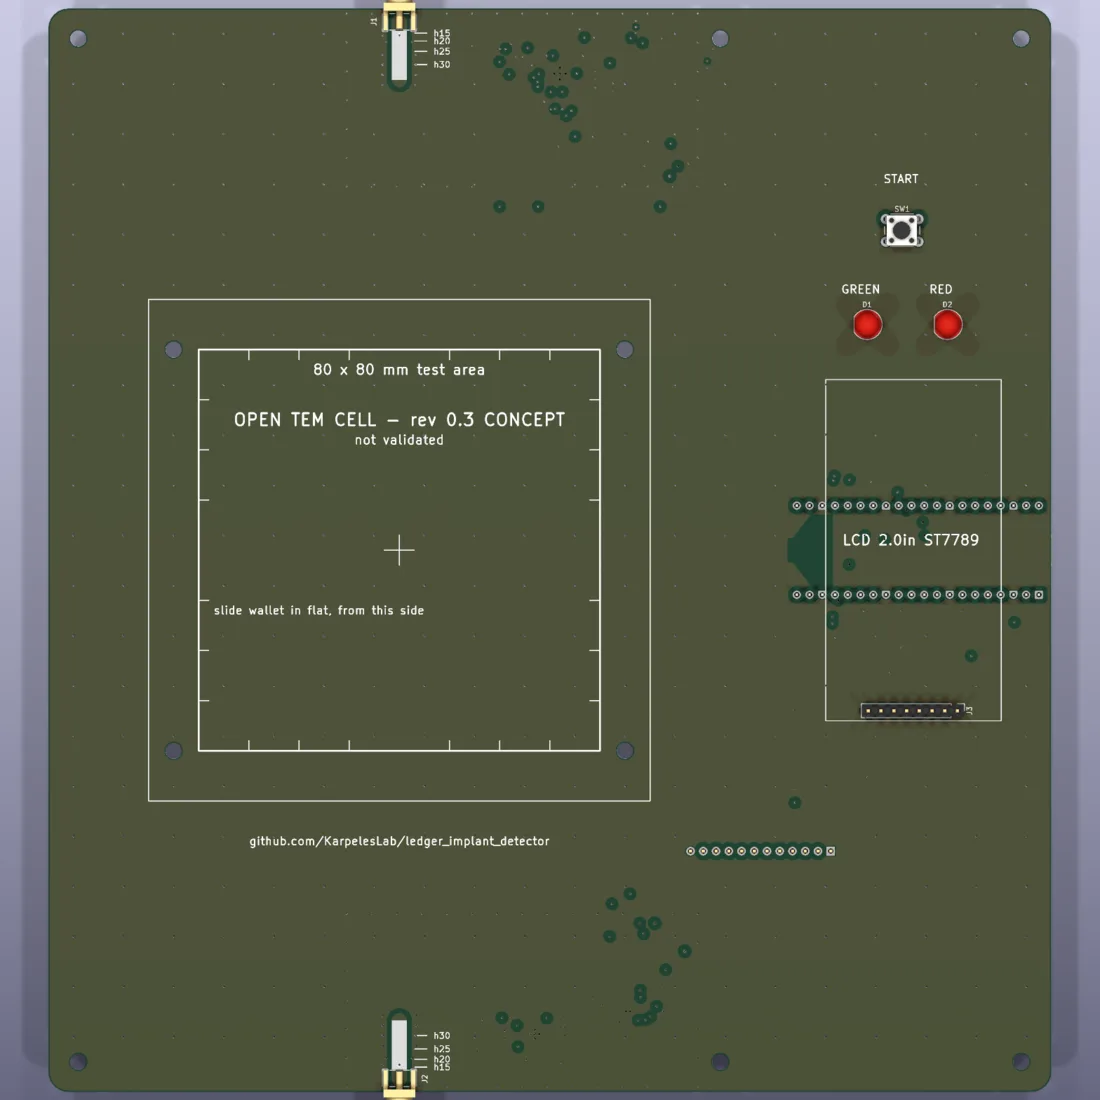 J1
h15
h20
h25
h30
START
SW1
GREEN
RED
D1
D2
80 x 80 mm test area
OPEN TEM CELL – rev 0.3 CONCEPT
not validated
LCD 2.0in ST7789
slide wallet in flat, from this side
J3
github.com/KarpelesLab/ledger_implant_detector
h30
h25
h20
h15
J2